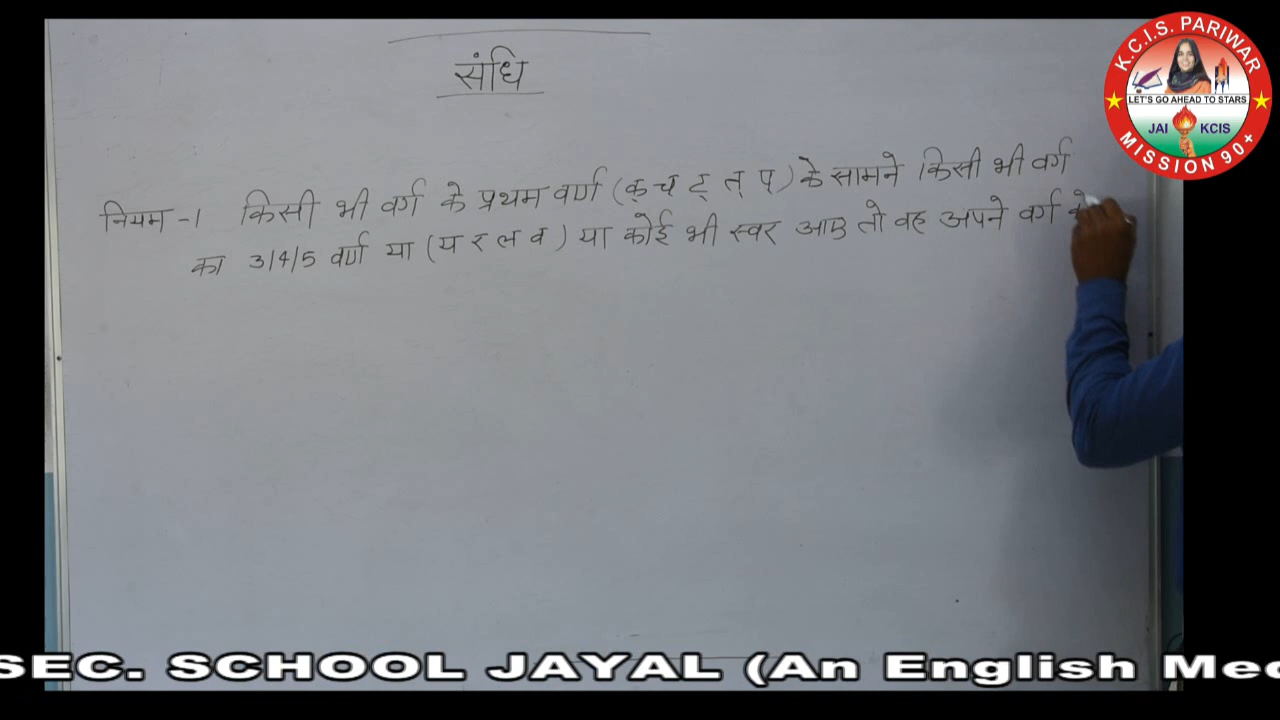 संधि
नियम -1 किसी भी वर्ग के प्रथम वर्ण (क् च् ट् त् प्) के सामने किसी भी वर्ग
का 3/4/5 वर्ण या (य र ल व) या कोई भी स्वर आए तो वह अपने वर्ग के
K.C.I.S. PARIWAR
LET'S GO AHEAD TO STARS
JAI KCIS
MISSION 90+
SEC. SCHOOL JAYAL (An English Med